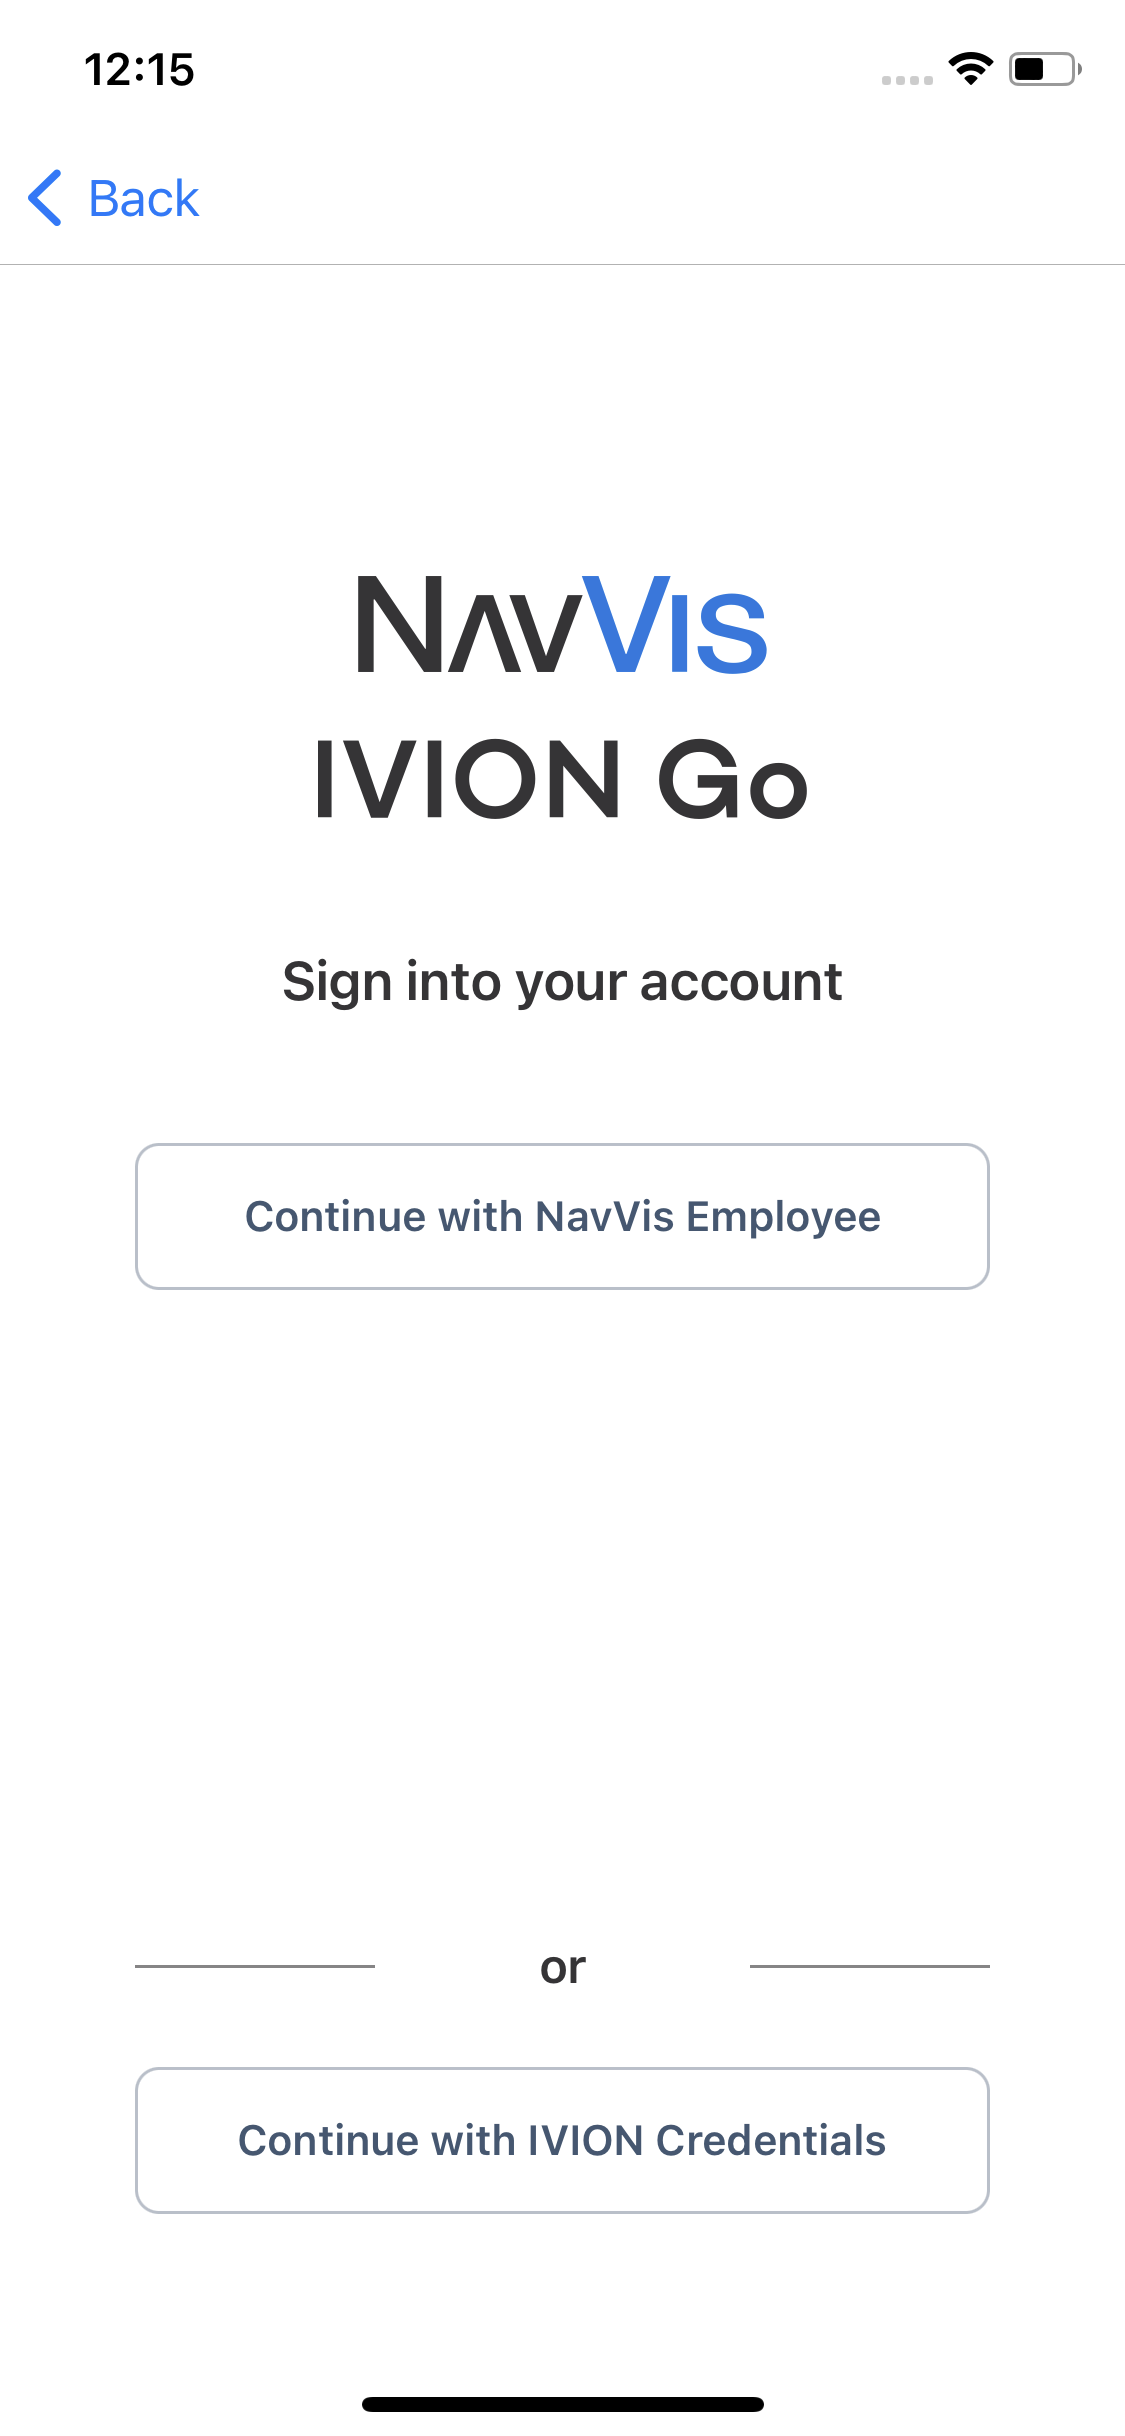 12:15
Back
NavVis
IVION Go
Sign into your account
Continue with NavVis Employee
or
Continue with IVION Credentials